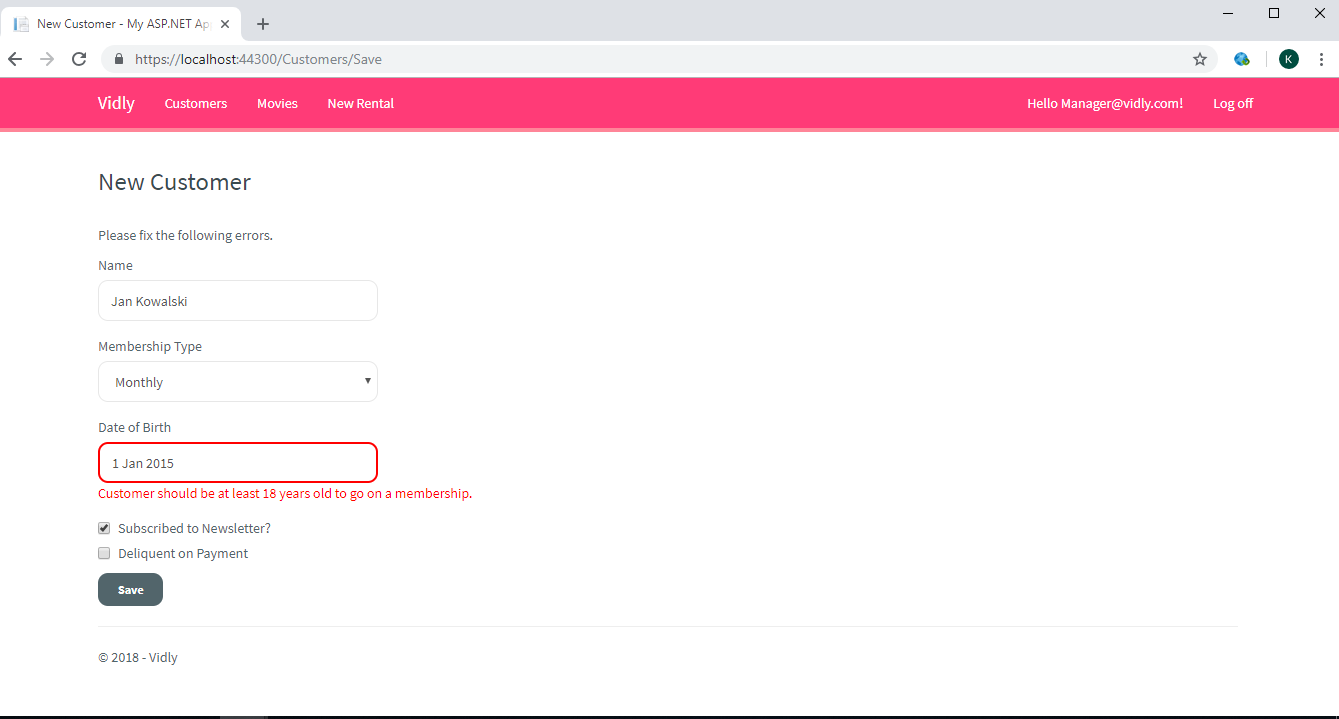 New Customer - My ASP.NET Ap
https://localhost:44300/Customers/Save
K
Vidly Customers Movies New Rental Hello Manager@vidly.com! Log off
New Customer
Please fix the following errors.
Name
Jan Kowalski
Membership Type
Monthly
Date of Birth
1 Jan 2015
Customer should be at least 18 years old to go on a membership.
Subscribed to Newsletter?
Deliquent on Payment
Save
© 2018 - Vidly